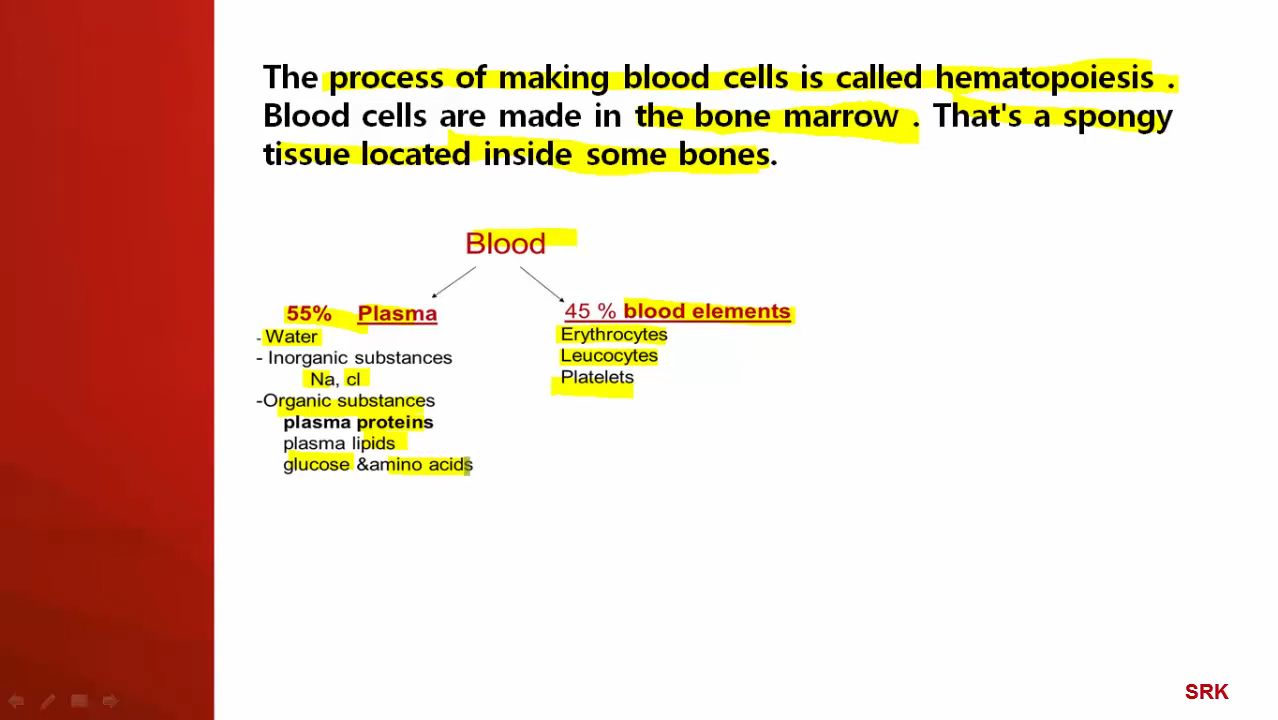 The process of making blood cells is called hematopoiesis .
Blood cells are made in the bone marrow . That's a spongy
tissue located inside some bones.
Blood
55% Plasma
- Water
- Inorganic substances
Na, cl
-Organic substances
plasma proteins
plasma lipids
glucose &amino acids
45 % blood elements
Erythrocytes
Leucocytes
Platelets
SRK